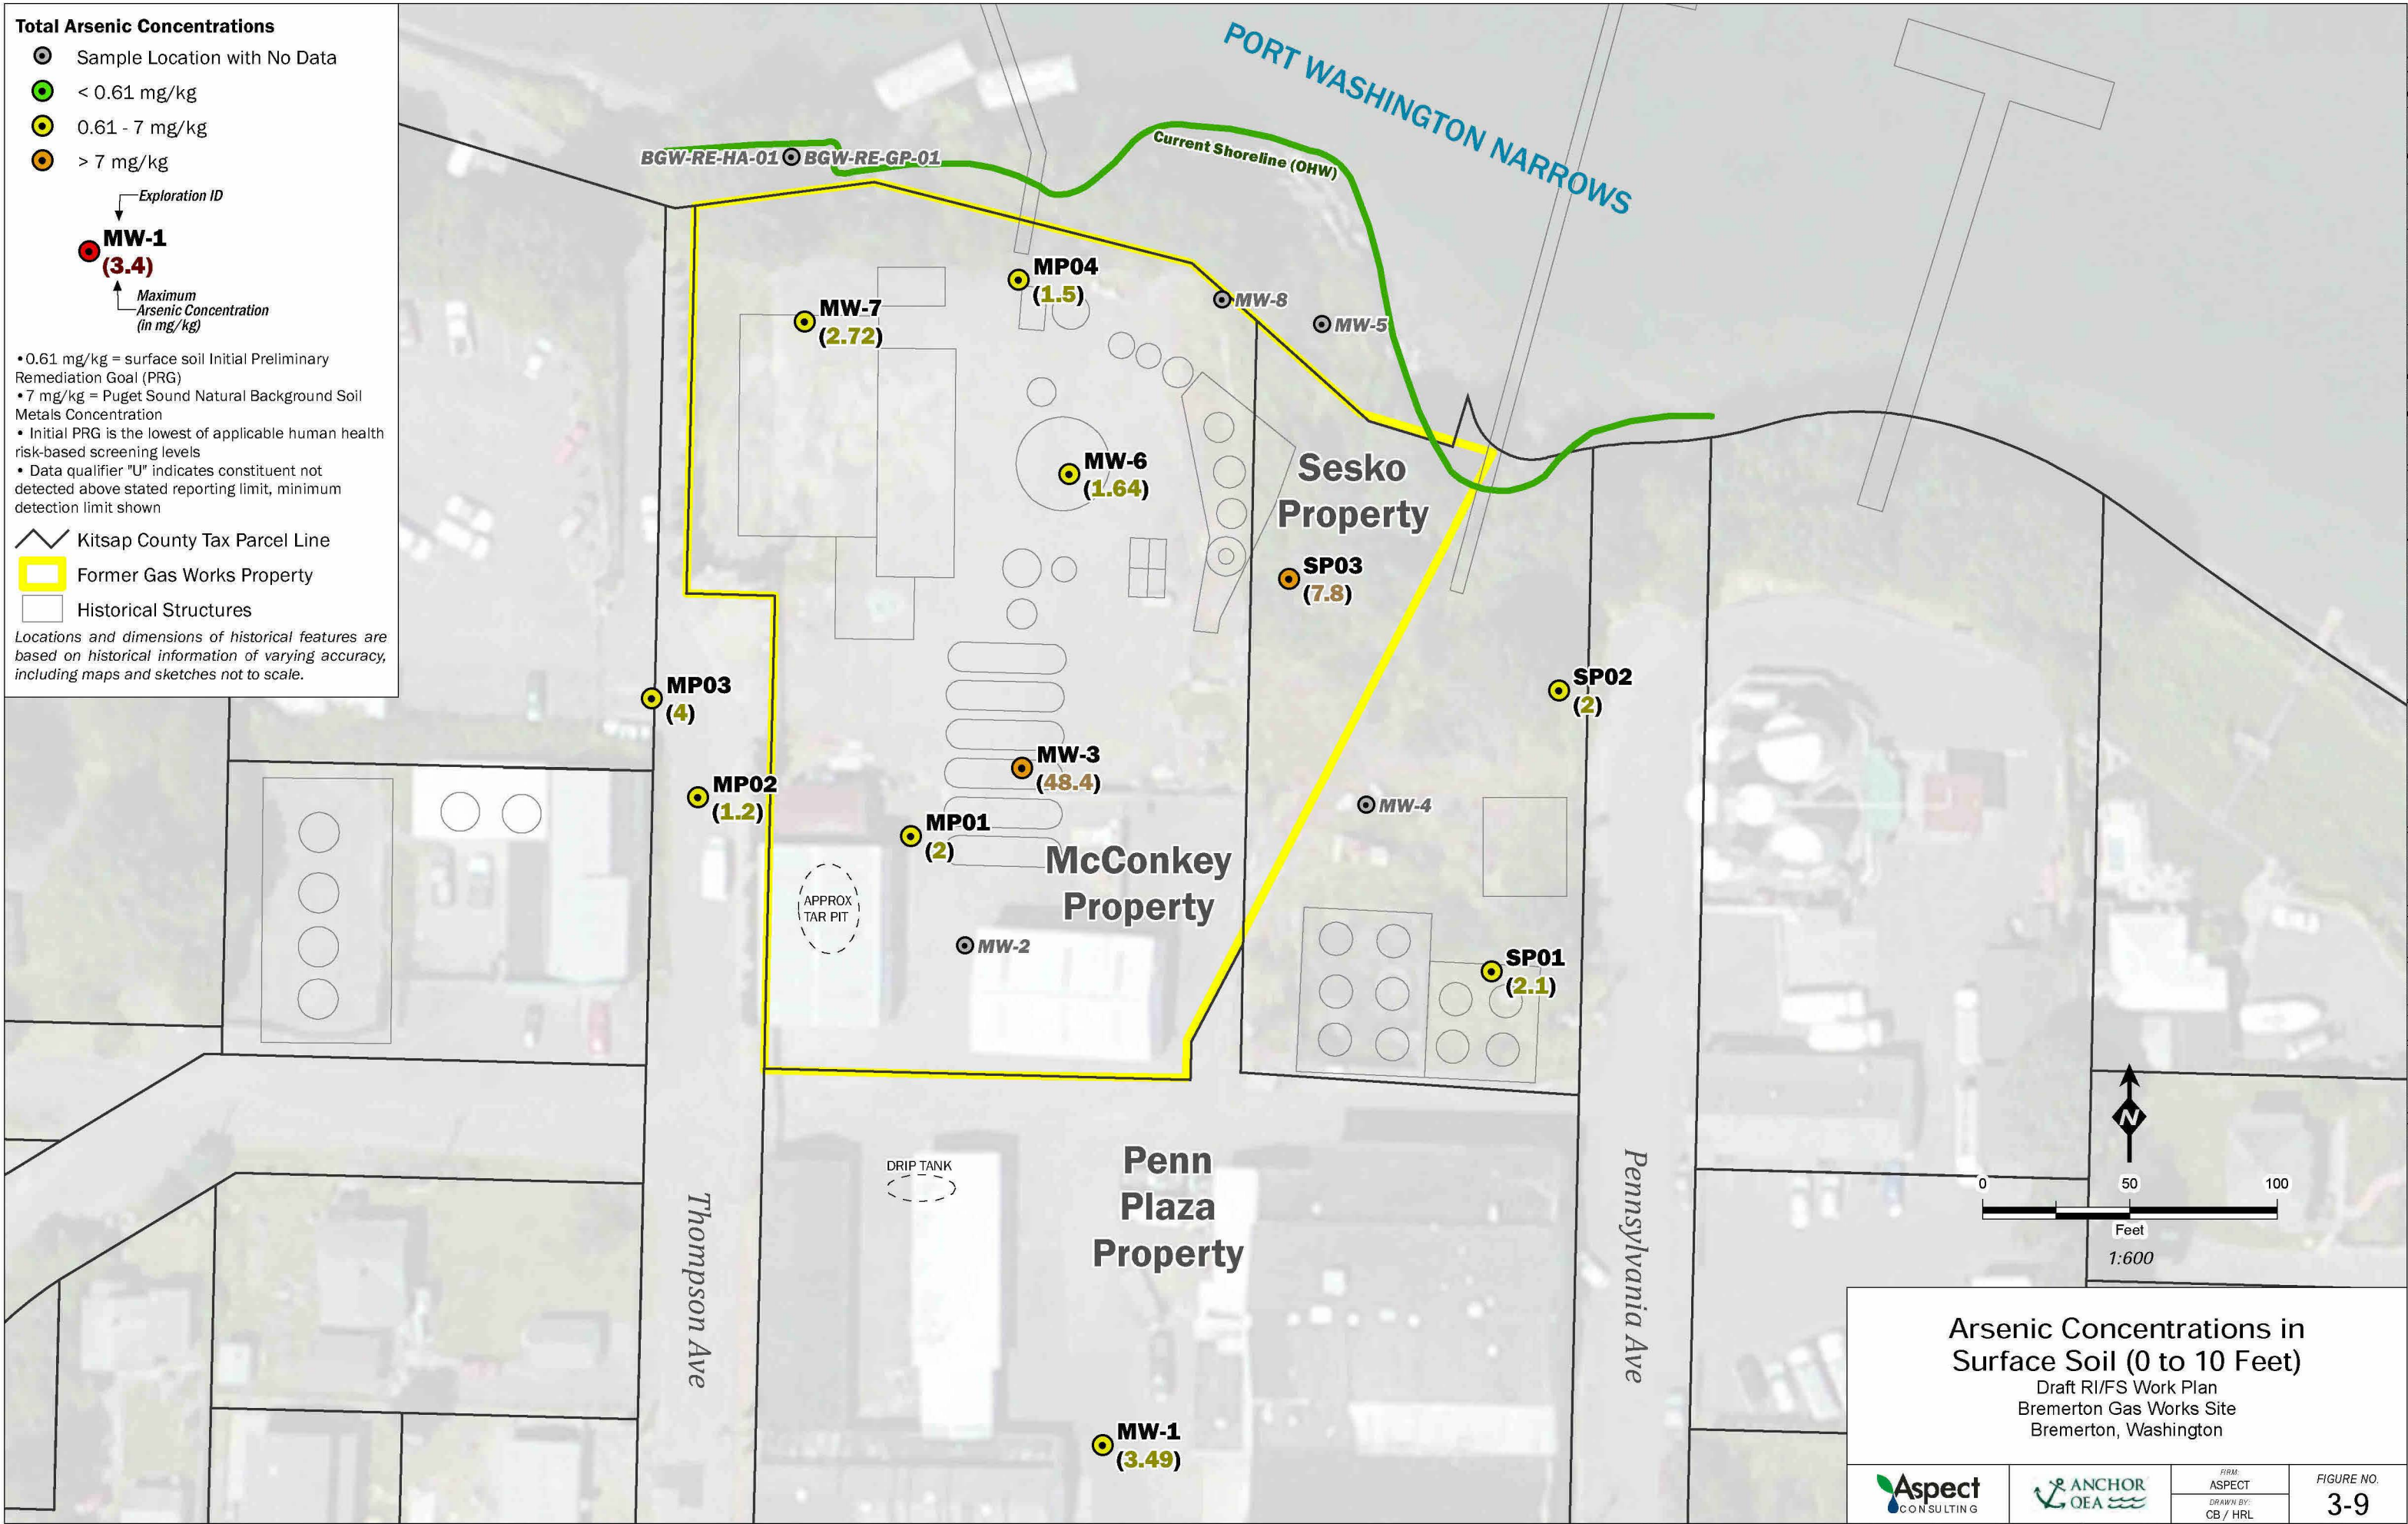 Total Arsenic Concentrations
Sample Location with No Data
< 0.61 mg/kg
0.61 - 7 mg/kg
> 7 mg/kg
Exploration ID
MW-1
(3.4)
Maximum
Arsenic Concentration
(in mg/kg)
•0.61 mg/kg = surface soil Initial Preliminary
Remediation Goal (PRG)
•7 mg/kg = Puget Sound Natural Background Soil
Metals Concentration
• Initial PRG is the lowest of applicable human health
risk-based screening levels
• Data qualifier "U" indicates constituent not
detected above stated reporting limit, minimum
detection limit shown
Kitsap County Tax Parcel Line
Former Gas Works Property
Historical Structures
Locations and dimensions of historical features are
based on historical information of varying accuracy,
including maps and sketches not to scale.
PORT WASHINGTON NARROWS
Current Shoreline (OHW)
BGW-RE-HA-01
BGW-RE-GP-01
MP04
(1.5)
MW-7
(2.72)
MW-8
MW-5
MW-6
(1.64)
Sesko
Property
SP03
(7.8)
MP03
(4)
SP02
(2)
MW-3
(48.4)
MP02
(1.2)
MP01
(2)
MW-4
McConkey
Property
APPROX
TAR PIT
MW-2
SP01
(2.1)
DRIP TANK
Penn
Plaza
Property
Thompson Ave
Pennsylvania Ave
MW-1
(3.49)
N
0 50 100
Feet
1:600
Arsenic Concentrations in
Surface Soil (0 to 10 Feet)
Draft RI/FS Work Plan
Bremerton Gas Works Site
Bremerton, Washington
Aspect
CONSULTING
ANCHOR
QEA
FIRM:
ASPECT
DRAWN BY:
CB / HRL
FIGURE NO.
3-9